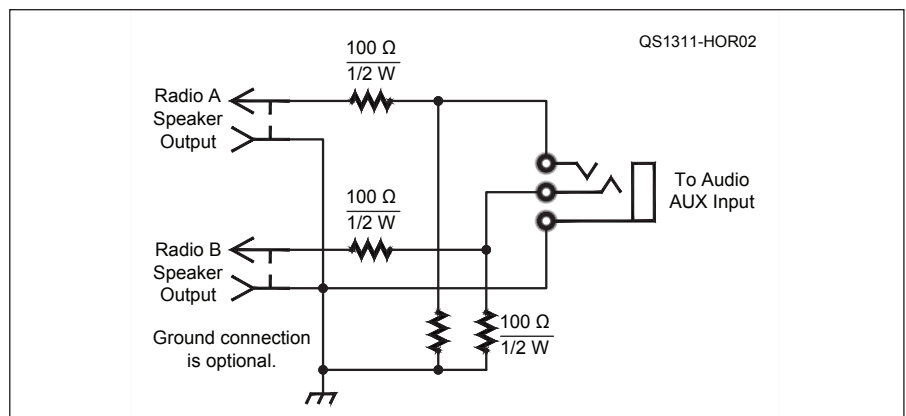 QS1311-HOR02
100 Ω
1/2 W
Radio A
Speaker
Output
To Audio
AUX Input
100 Ω
1/2 W
Radio B
Speaker
Output
100 Ω
1/2 W
Ground connection
is optional.